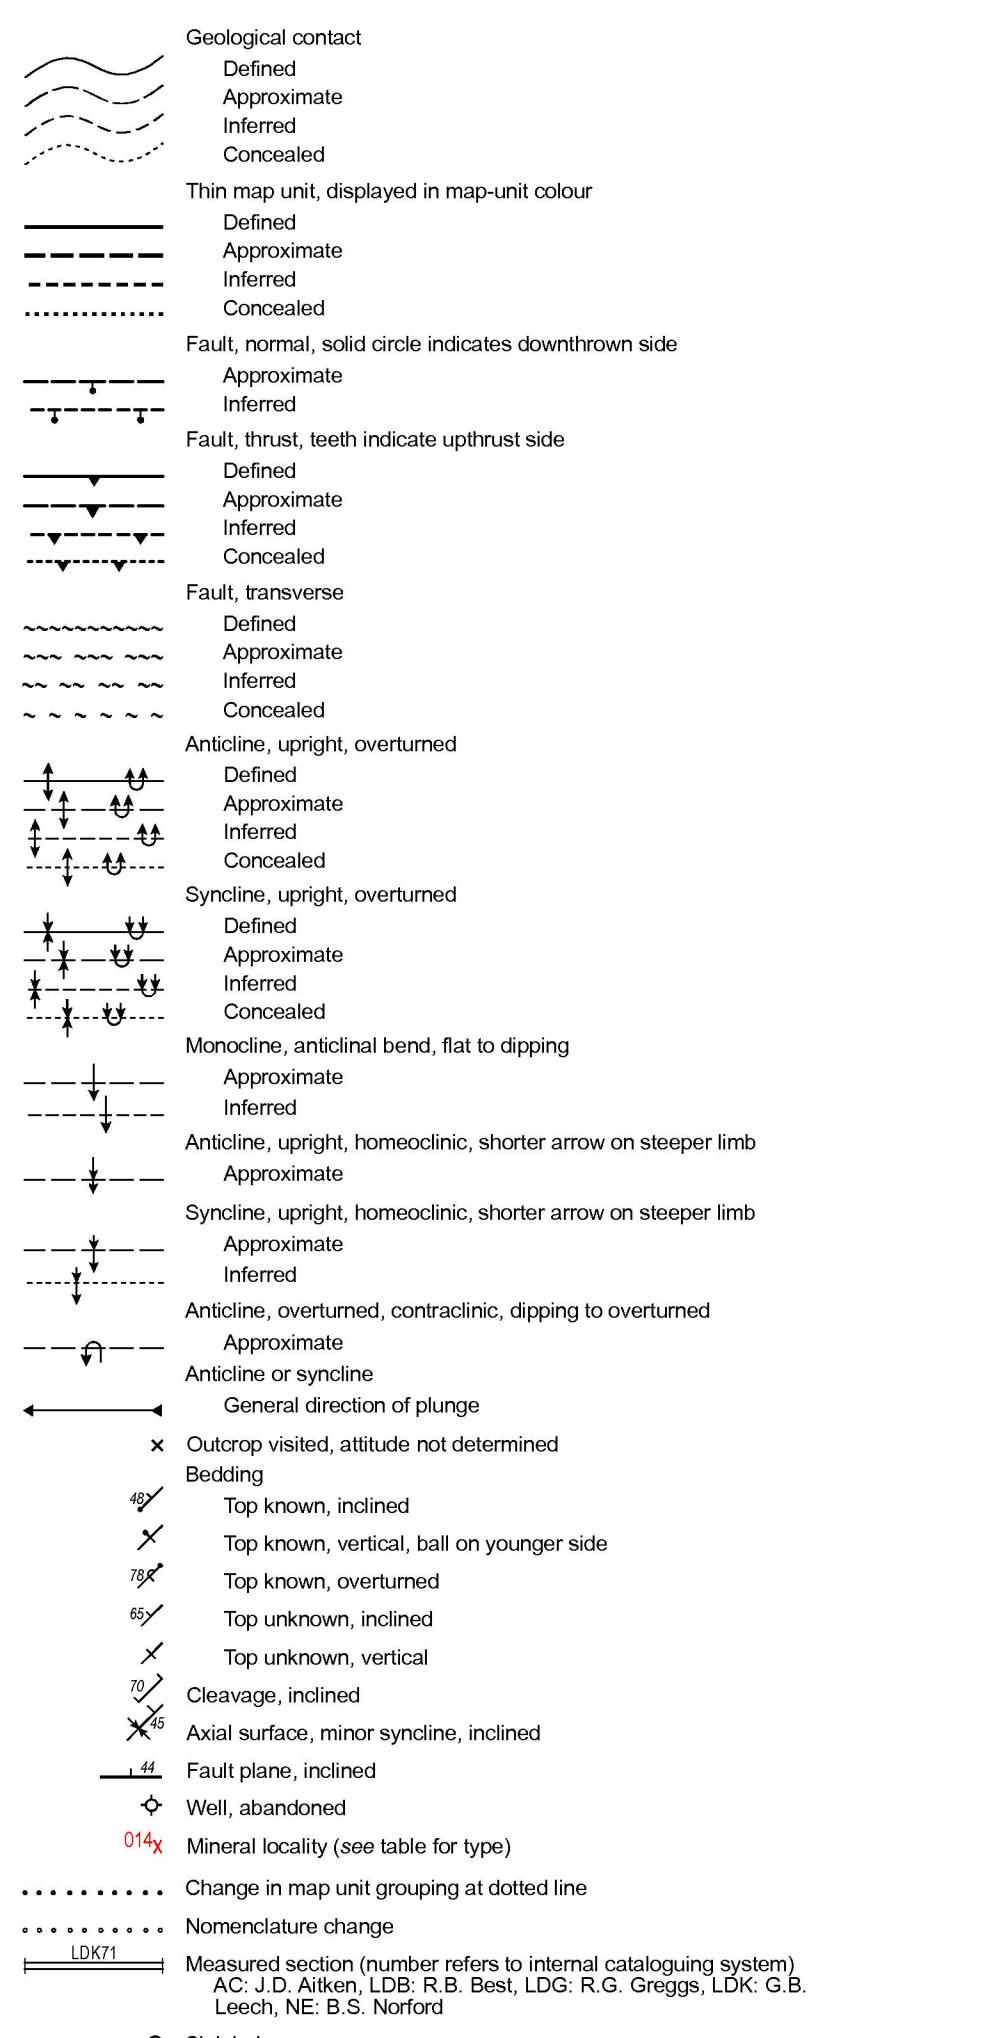 Geological contact
Defined
Approximate
Inferred
Concealed
Thin map unit, displayed in map-unit colour
Defined
Approximate
Inferred
Concealed
Fault, normal, solid circle indicates downthrown side
Approximate
Inferred
Fault, thrust, teeth indicate upthrust side
Defined
Approximate
Inferred
Concealed
Fault, transverse
Defined
Approximate
Inferred
Concealed
Anticline, upright, overturned
Defined
Approximate
Inferred
Concealed
Syncline, upright, overturned
Defined
Approximate
Inferred
Concealed
Monocline, anticlinal bend, flat to dipping
Approximate
Inferred
Anticline, upright, homeoclinic, shorter arrow on steeper limb
Approximate
Syncline, upright, homeoclinic, shorter arrow on steeper limb
Approximate
Inferred
Anticline, overturned, contraclinic, dipping to overturned
Approximate
Anticline or syncline
General direction of plunge
Outcrop visited, attitude not determined
Bedding
48 Top known, inclined
Top known, vertical, ball on younger side
78 Top known, overturned
65 Top unknown, inclined
Top unknown, vertical
70 Cleavage, inclined
45 Axial surface, minor syncline, inclined
44 Fault plane, inclined
Well, abandoned
014x Mineral locality (see table for type)
Change in map unit grouping at dotted line
Nomenclature change
LDK71
Measured section (number refers to internal cataloguing system)
AC: J.D. Aitken, LDB: R.B. Best, LDG: R.G. Greggs, LDK: G.B.
Leech, NE: B.S. Norford